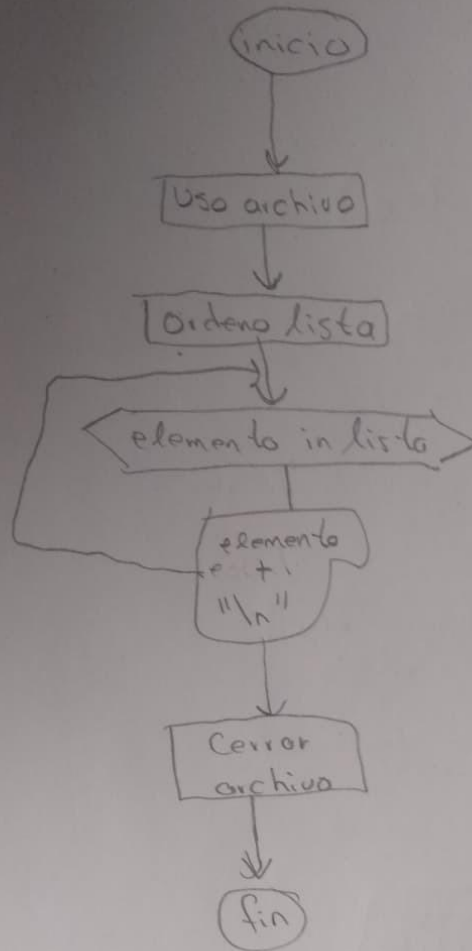 inicio
Uso archivo
Ordeno lista
elemento in lista
elemento
+
"\n"
Cerrar
archivo
fin